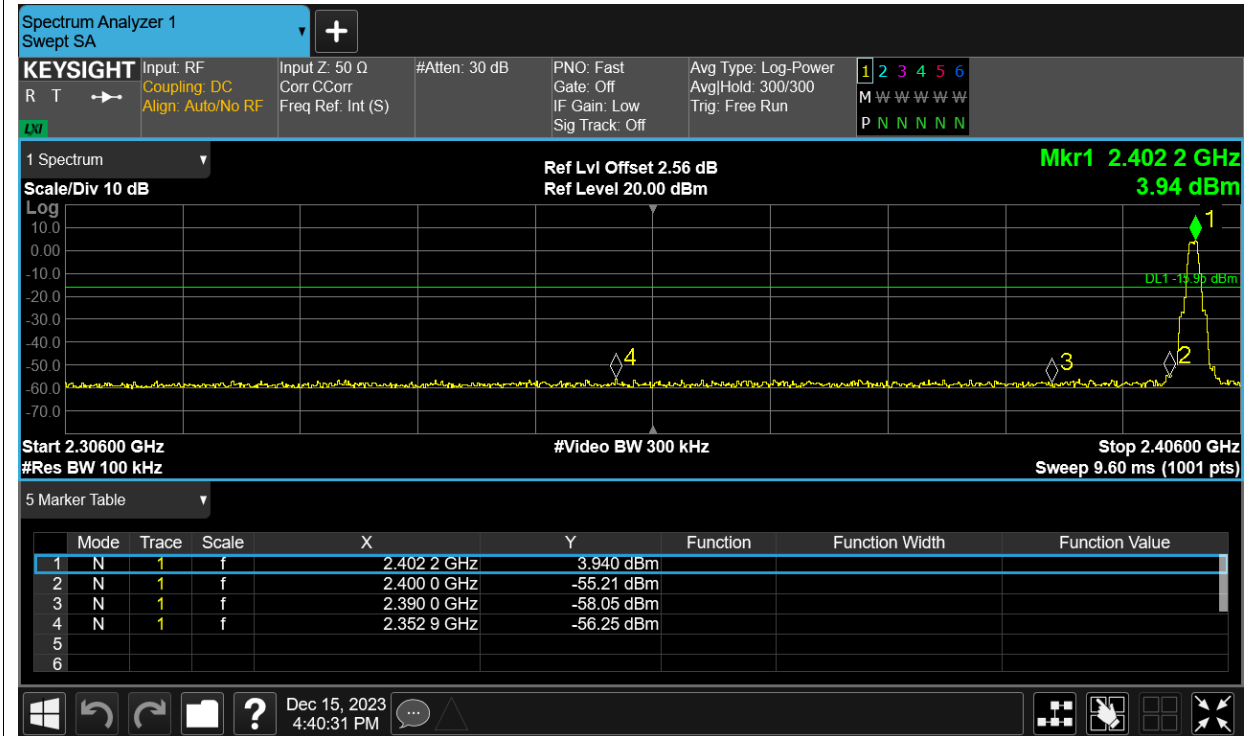 Spectrum Analyzer 1
Swept SA
+
KEYSIGHT Input: RF Input Z: 50 Ω #Atten: 30 dB PNO: Fast Avg Type: Log-Power 1 2 3 4 5 6
R T Coupling: DC Corr CCorr Gate: Off Avg|Hold: 300/300 M W W W W W
Align: Auto/No RF Freq Ref: Int (S) IF Gain: Low Trig: Free Run
LXI Sig Track: Off P N N N N N
1 Spectrum Ref Lvl Offset 2.56 dB Mkr1 2.402 2 GHz
Scale/Div 10 dB Ref Level 20.00 dBm 3.94 dBm
Log
1
10.0
0.00
-10.0
DL1 -15.95 dBm
-20.0
-30.0
-40.0
4 3 2
-50.0
-60.0
-70.0
Start 2.30600 GHz #Video BW 300 kHz Stop 2.40600 GHz
#Res BW 100 kHz Sweep 9.60 ms (1001 pts)
5 Marker Table
Mode Trace Scale X Y Function Function Width Function Value
1 N 1 f 2.402 2 GHz 3.940 dBm
2 N 1 f 2.400 0 GHz -55.21 dBm
3 N 1 f 2.390 0 GHz -58.05 dBm
4 N 1 f 2.352 9 GHz -56.25 dBm
5
6
? Dec 15, 2023
4:40:31 PM